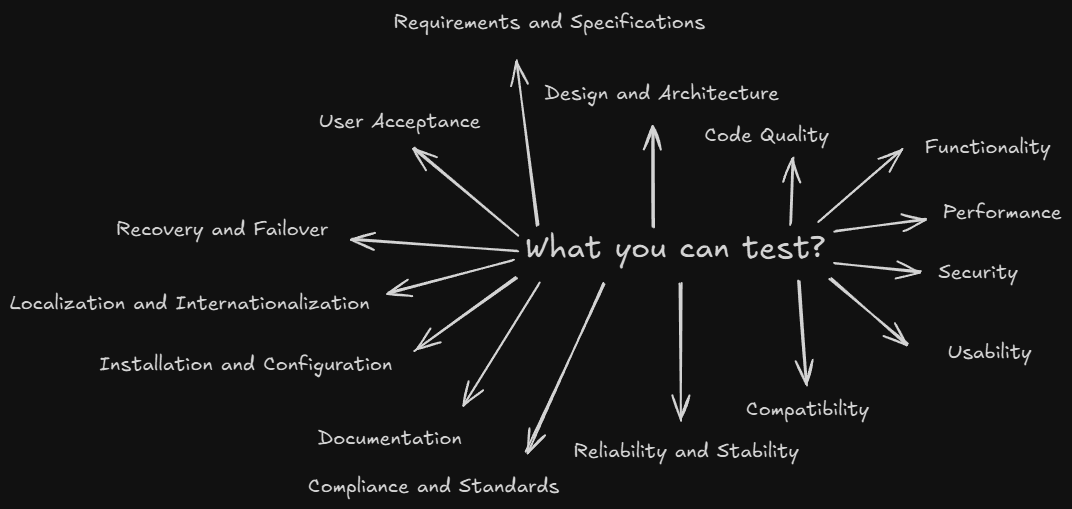 Requirements and Specifications
Design and Architecture
User Acceptance
Code Quality
Functionality
Performance
Recovery and Failover
What you can test?
Security
Localization and Internationalization
Usability
Installation and Configuration
Compatibility
Documentation
Reliability and Stability
Compliance and Standards